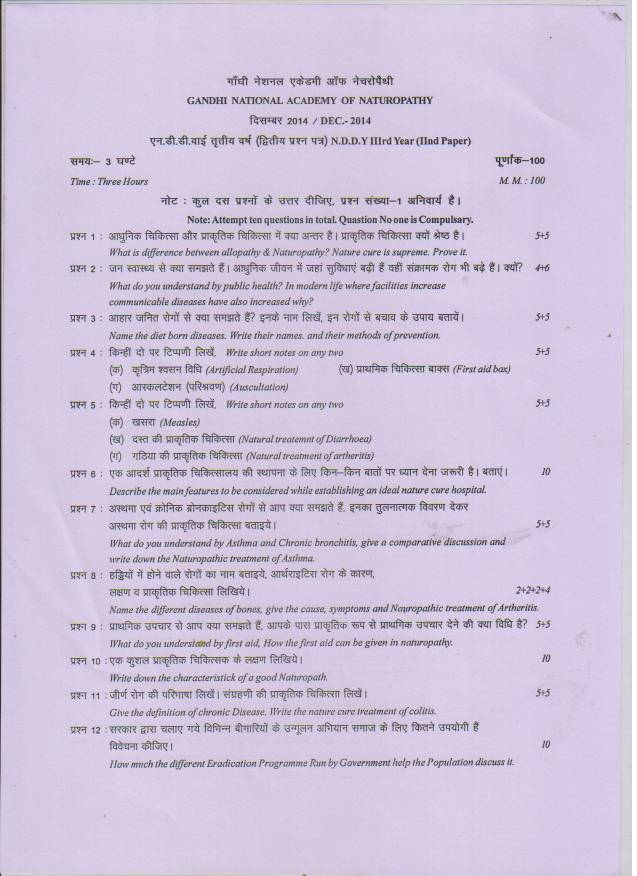 गाँधी नेशनल एकेडमी ऑफ नेचरोपैथी
GANDHI NATIONAL ACADEMY OF NATUROPATHY
दिसम्बर 2014 / DEC.- 2014
एन.डी.डी.वाई तृतीय वर्ष (द्वितीय प्रश्न पत्र) N.D.D.Y IIIrd Year (IInd Paper)
समयः– 3 घण्टे पूर्णांक–100
Time : Three Hours M. M. : 100
नोट : कुल दस प्रश्नों के उत्तर दीजिए, प्रश्न संख्या–1 अनिवार्य है।
Note: Attempt ten questions in total. Quastion No one is Compulsary.
प्रश्न 1 : आधुनिक चिकित्सा और प्राकृतिक चिकित्सा में क्या अन्तर है। प्राकृतिक चिकित्सा क्यों श्रेष्ठ है। 5+5
What is difference between allopathy & Naturopathy? Nature cure is supreme. Prove it.
प्रश्न 2 : जन स्वास्थ्य से क्या समझते हैं। आधुनिक जीवन में जहां सुविधाएं बढ़ी हैं वहीं संक्रामक रोग भी बढ़े हैं। क्यों? 4+6
What do you understand by public health? In modern life where facilities increase
communicable diseases have also increased why?
प्रश्न 3 : आहार जनित रोगों से क्या समझते हैं? इनके नाम लिखें, इन रोगों से बचाव के उपाय बतायें। 5+5
Name the diet born diseases. Write their names. and their methods of prevention.
प्रश्न 4 : किन्हीं दो पर टिप्पणी लिखें, Write short notes on any two 5+5
(क) कृत्रिम श्वसन विधि (Artificial Respiration) (ख) प्राथमिक चिकित्सा बाक्स (First aid box)
(ग) आस्कलटेशन (परिश्रवण) (Auscultation)
प्रश्न 5 : किन्हीं दो पर टिप्पणी लिखें, Write short notes on any two 5+5
(क) खसरा (Measles)
(ख) दस्त की प्राकृतिक चिकित्सा (Natural treatemnt of Diarrhoea)
(ग) गठिया की प्राकृतिक चिकित्सा (Natural treatment of artheritis)
प्रश्न 6 : एक आदर्श प्राकृतिक चिकित्सालय की स्थापना के लिए किन–किन बातों पर ध्यान देना जरूरी है। बताएं। 10
Describe the main features to be considered while establishing an ideal nature cure hospital.
प्रश्न 7 : अस्थमा एवं क्रोनिक ब्रोनकाइटिस रोगों से आप क्या समझते हैं, इनका तुलनात्मक विवरण देकर
अस्थमा रोग की प्राकृतिक चिकित्सा बताइये। 5+5
What do you understand by Asthma and Chronic bronchitis, give a comparative discussion and
write down the Naturopathic treatment of Asthma.
प्रश्न 8 : हड्डियों में होने वाले रोगों का नाम बताइये, आर्थराइटिरा रोग के कारण,
लक्षण व प्राकृतिक चिकित्सा लिखिये। 2+2+2+4
Name the different diseases of bones, give the cause, symptoms and Nauropathic treatment of Artheritis.
प्रश्न 9 : प्राथगिक उपचार रो आप क्या समझते हैं, आपके पारा प्राकृतिक रूप से प्राथगिक उपचार देने की क्या विधि है? 5+5
What do you understand by first aid, How the first aid can be given in naturopathy.
प्रश्न 10 : एक कुशल प्राकृतिक चिकित्सक के लक्षण लिखिये। 10
Write down the characteristick of a good Naturopath.
प्रश्न 11 : जीर्ण रोग की परिभाषा लिखें। संग्रहणी की प्राकृतिक चिकित्सा लिखें। 5+5
Give the definition of chronic Disease. Write the nature cure treatment of colitis.
प्रश्न 12 : सरकार द्वारा चलाए गये विभिन्न बीमारियों के उन्मूलन अभियान समाज के लिए कितने उपयोगी हैं
विवेचना कीजिए। 10
How much the different Eradication Programme Run by Government help the Population discuss it.